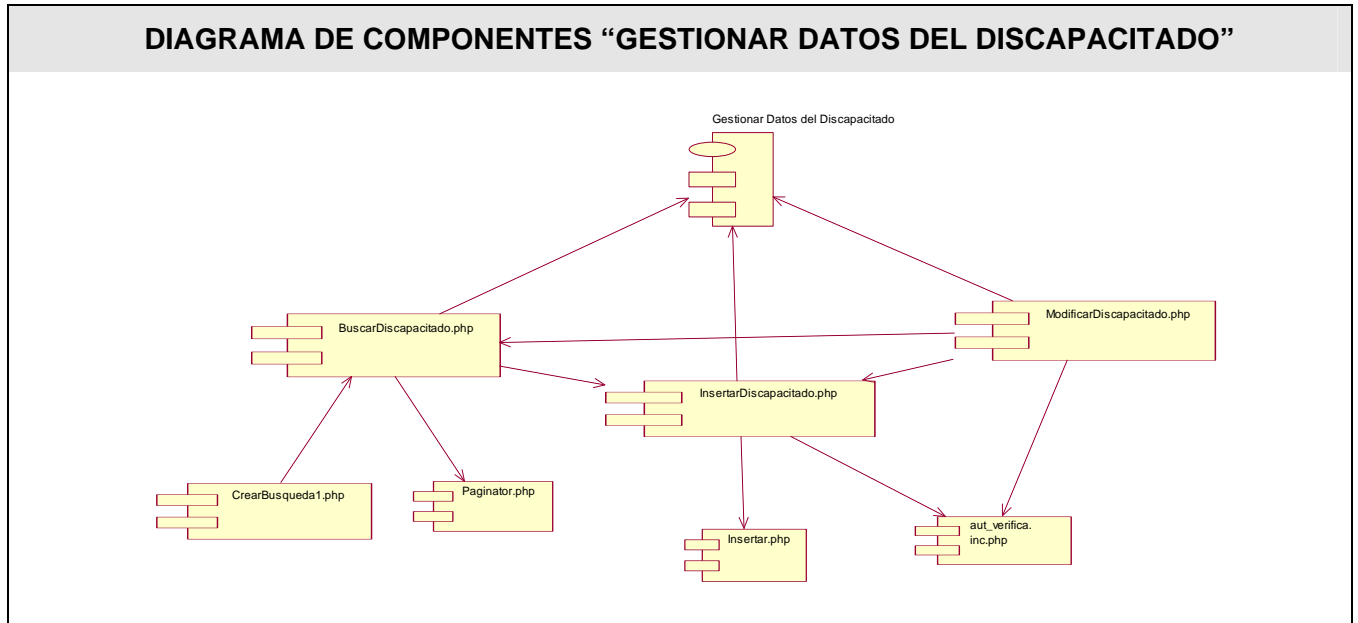 DIAGRAMA DE COMPONENTES “GESTIONAR DATOS DEL DISCAPACITADO”
Gestionar Datos del Discapacitado
BuscarDiscapacitado.php
ModificarDiscapacitado.php
InsertarDiscapacitado.php
CrearBusqueda1.php
Paginator.php
Insertar.php
aut_verifica.
inc.php